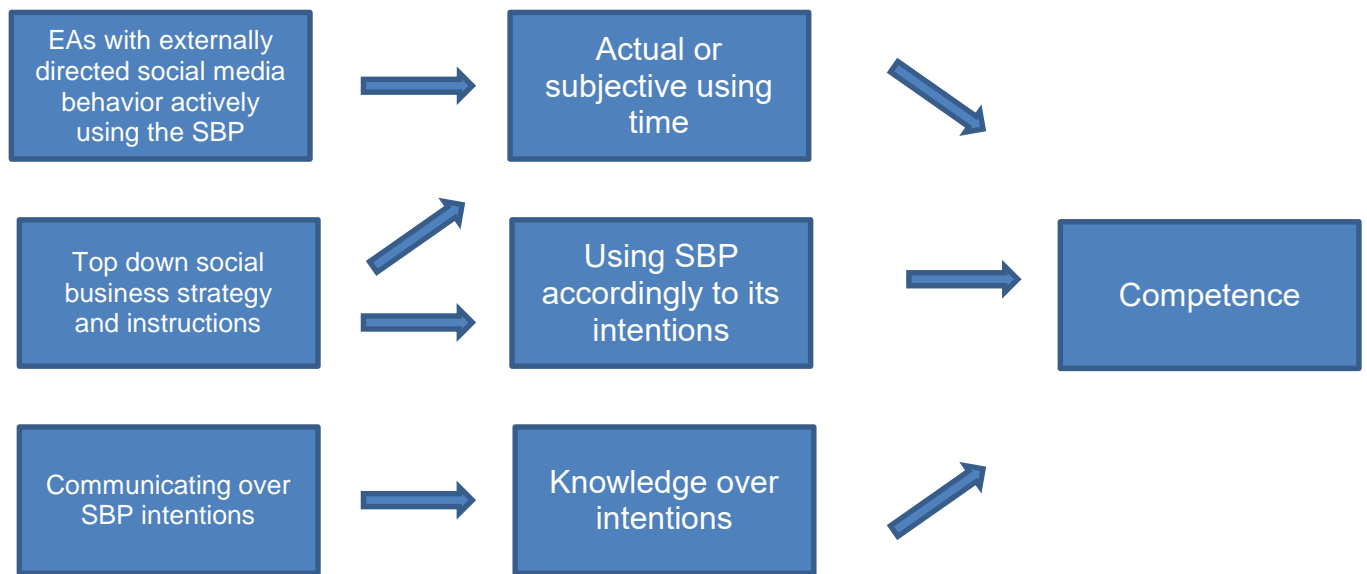 EAs with externally
directed social media
behavior actively
using the SBP
Actual or
subjective using
time
Top down social
business strategy
and instructions
Using SBP
accordingly to its
intentions
Competence
Communicating over
SBP intentions
Knowledge over
intentions